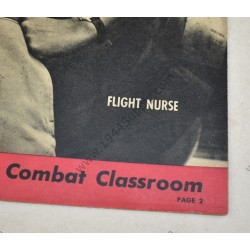 FLIGHT NURSE
Combat Classroom
PAGE 2